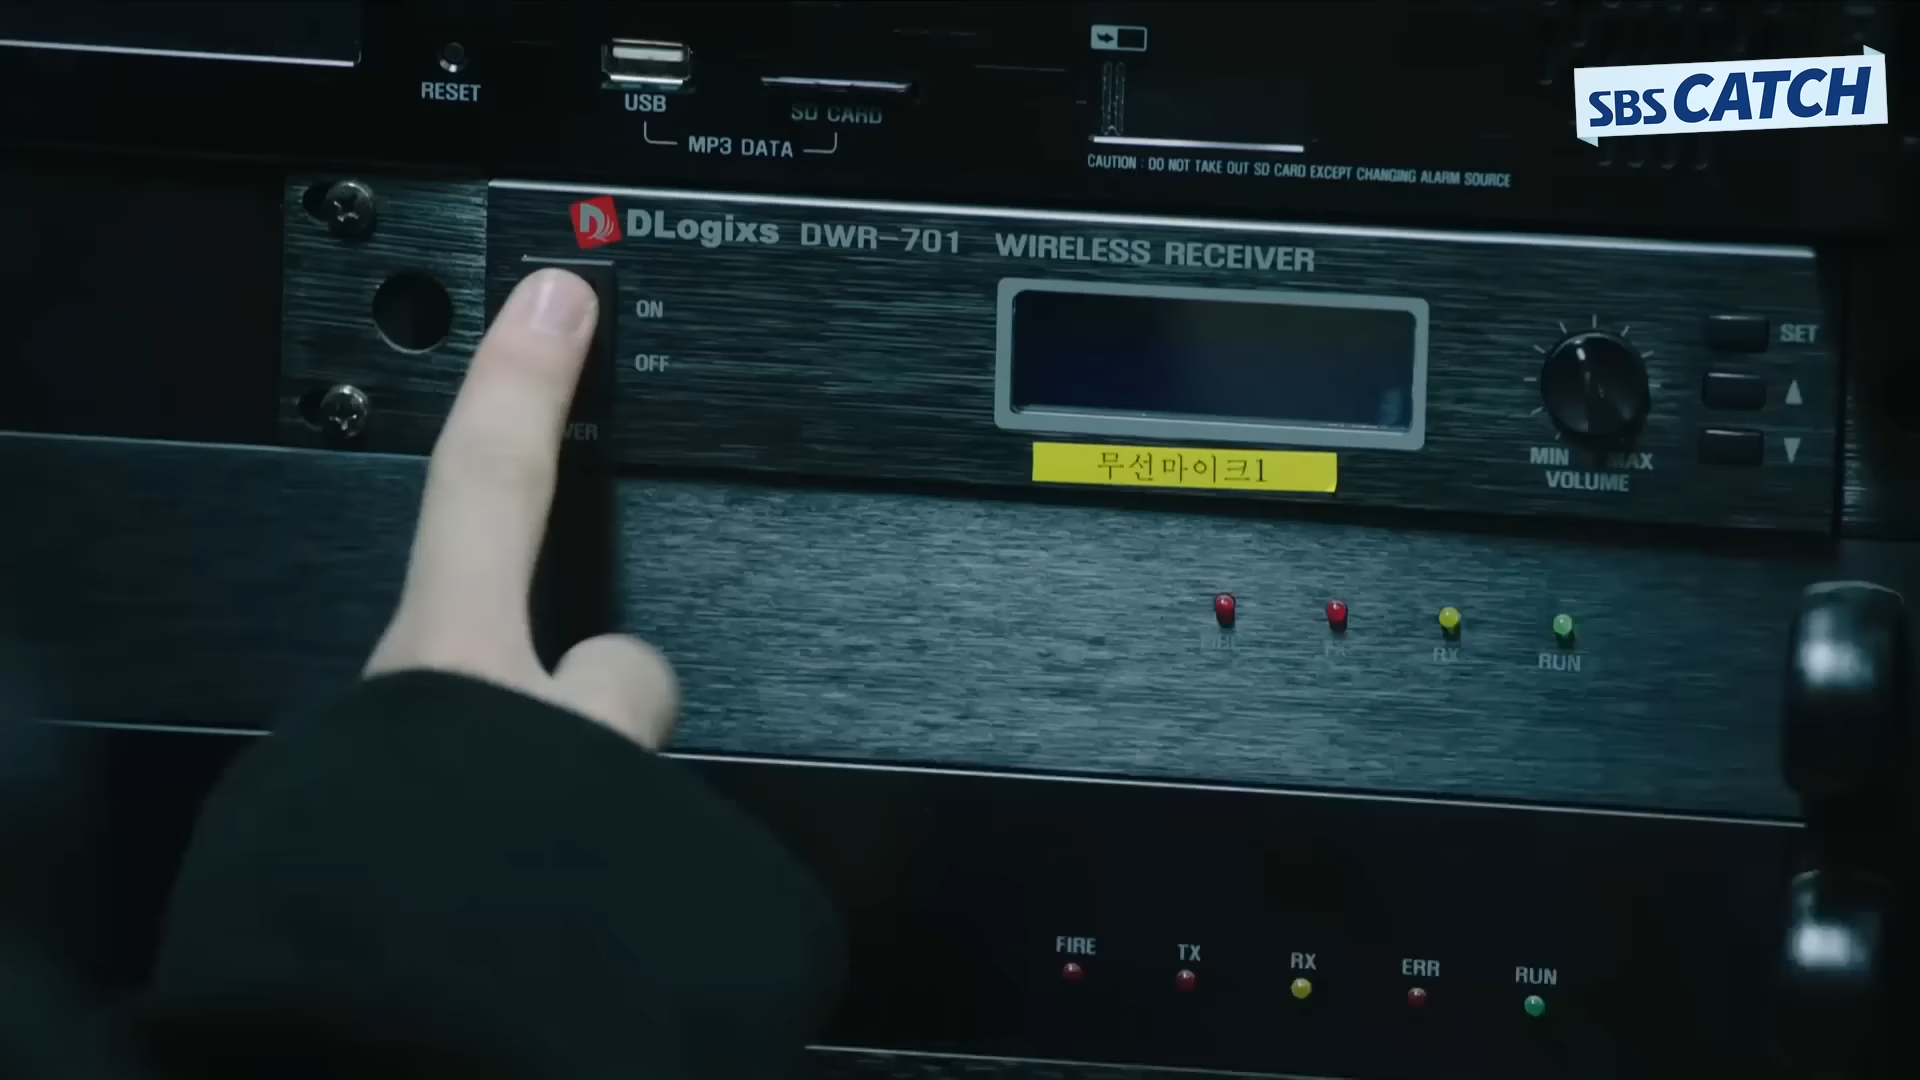 SBS CATCH
RESET
USB
SD CARD
MP3 DATA
CAUTION : DO NOT TAKE OUT SD CARD EXCEPT CHANGING ALARM SOURCE
DLogixs DWR-701 WIRELESS RECEIVER
ON
OFF
SET
MIN MAX
VOLUME
무선마이크1
RX
RUN
FIRE TX RX ERR RUN